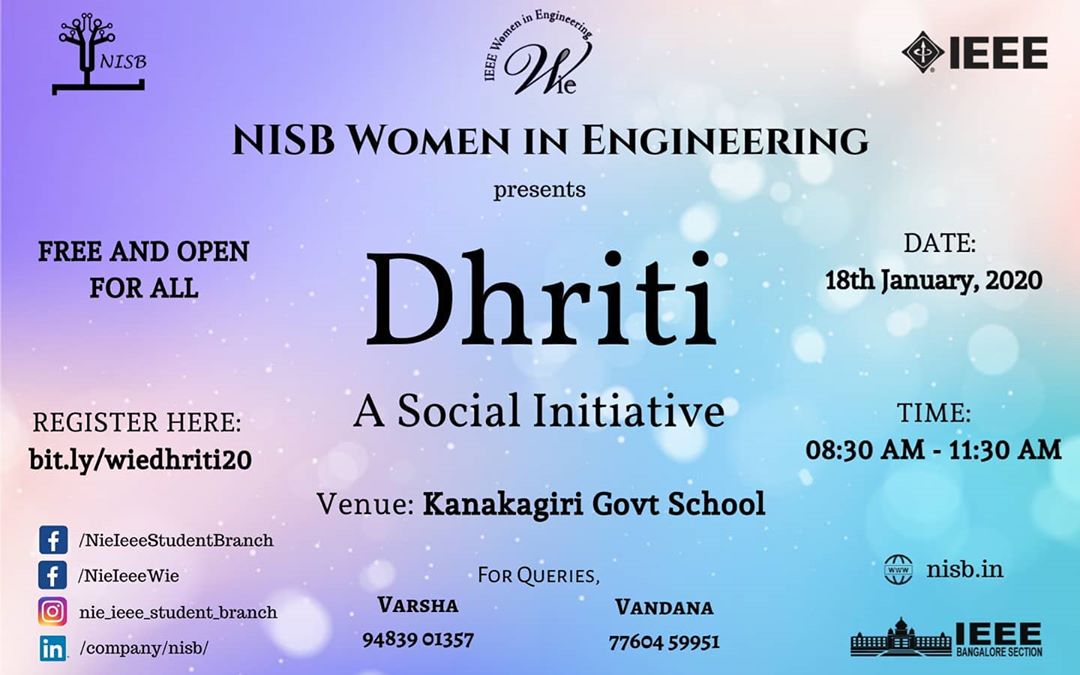 NISB
IEEE Women in Engineering
Wie
IEEE
NISB WOMEN IN ENGINEERING
presents
FREE AND OPEN
FOR ALL
Dhriti
DATE:
18th January, 2020
A Social Initiative
REGISTER HERE:
bit.ly/wiedhriti20
TIME:
08:30 AM - 11:30 AM
Venue: Kanakagiri Govt School
/NieIeeeStudentBranch
/NieIeeeWie
nie_ieee_student_branch
/company/nisb/
FOR QUERIES,
VARSHA
94839 01357
VANDANA
77604 59951
www
nisb.in
IEEE
BANGALORE SECTION